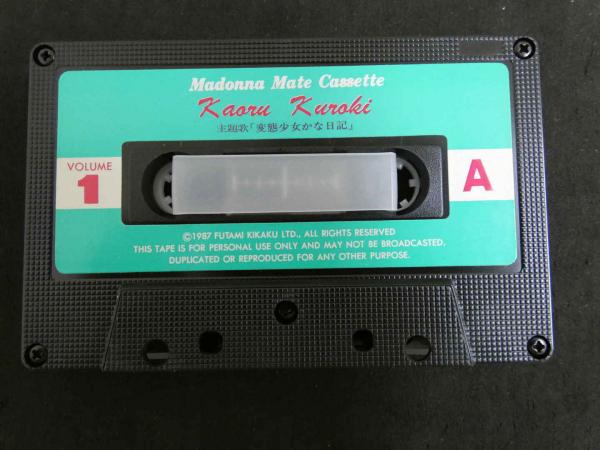 Madonna Mate Cassette
Kaoru Kuroki
主題歌「変態少女かな日記」
VOLUME
1
A
©1987 FUTAMI KIKAKU LTD., ALL RIGHTS RESERVED
THIS TAPE IS FOR PERSONAL USE ONLY AND MAY NOT BE BROADCASTED,
DUPLICATED OR REPRODUCED FOR ANY OTHER PURPOSE.